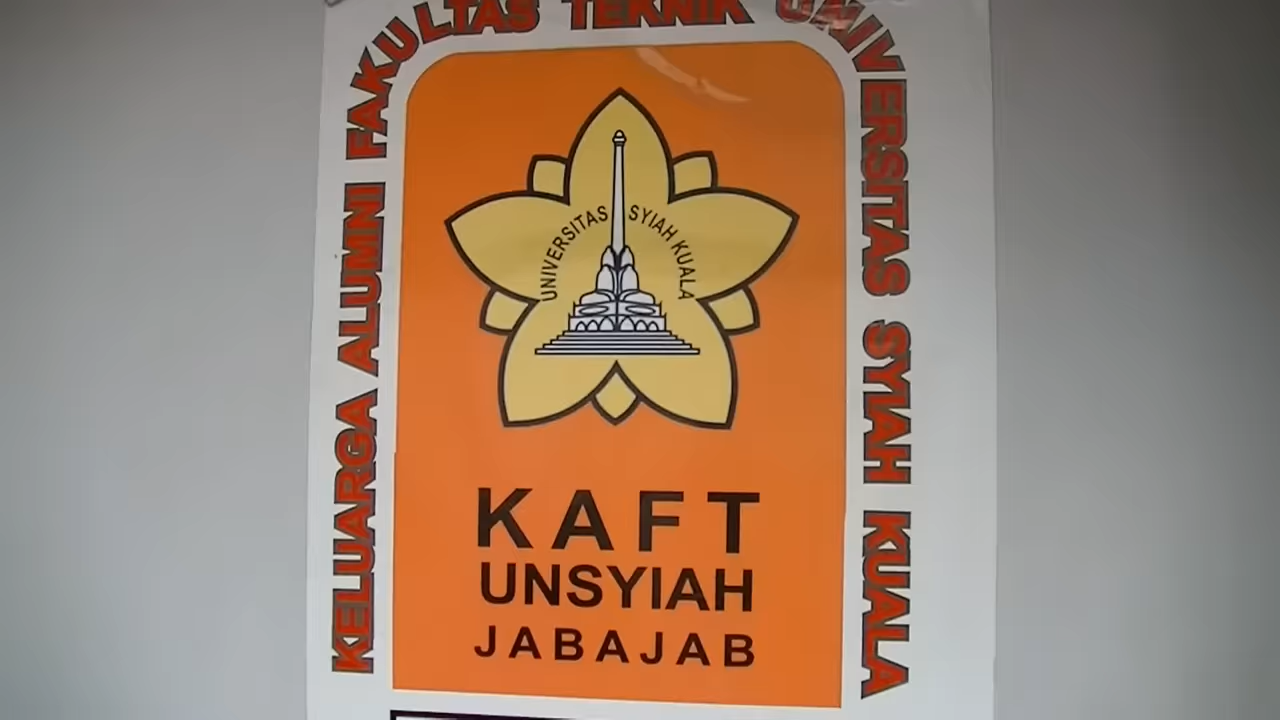 KELUARGA ALUMNI FAKULTAS TEKNIK UNIVERSITAS SYIAH KUALA
UNIVERSITAS SYIAH KUALA
KAFT
UNSYIAH
JABAJAB